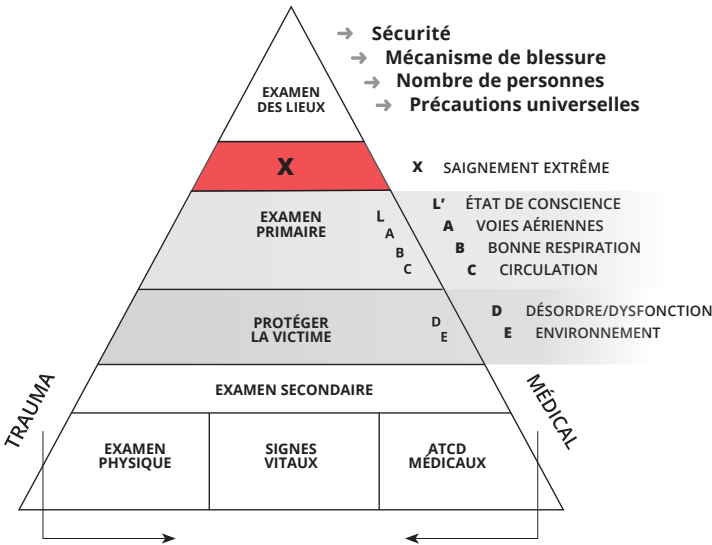 ➔ Sécurité
➔ Mécanisme de blessure
➔ Nombre de personnes
➔ Précautions universelles
EXAMEN
DES LIEUX
X
X SAIGNEMENT EXTRÊME
EXAMEN
PRIMAIRE
L
A
B
C
L’ ÉTAT DE CONSCIENCE
A VOIES AÉRIENNES
B BONNE RESPIRATION
C CIRCULATION
PROTÉGER
LA VICTIME
D
E
D DÉSORDRE/DYSFONCTION
E ENVIRONNEMENT
EXAMEN SECONDAIRE
TRAUMA
MÉDICAL
EXAMEN
PHYSIQUE
SIGNES
VITAUX
ATCD
MÉDICAUX